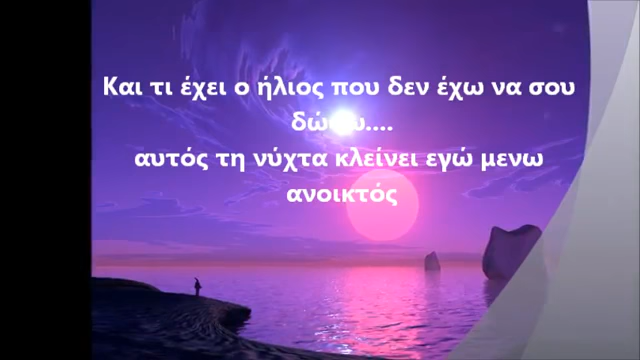 Και τι έχει ο ήλιος που δεν έχω να σου
αυτός τη νύχτα κλείνει εγώ μενω
ανοικτός